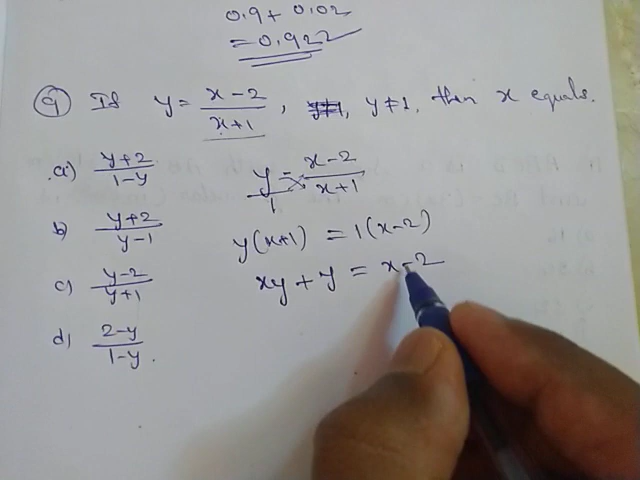 0.9 + 0.02
= 0.922
9 If y = x-2/x+1, y≠1, then x equals.
a) y+2/1-y
b) y+2/y-1
c) y-2/y+1
d) 2-y/1-y.
y/1 = x-2/x+1
y(x+1) = 1(x-2)
xy + y = x-2